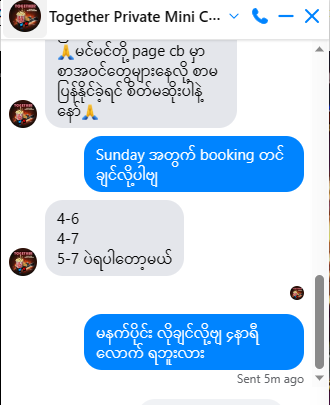 Together Private Mini C...
🙏မင်မင်တို့ page cb မှာ
စာအဝင်တွေများနေလို့ စာမ
ပြန်နိုင်ခဲ့ရင် စိတ်မဆိုးပါနဲ့
နော်🙏
Sunday အတွက် booking တင်
ချင်လို့ပါဗျ
4-6
4-7
5-7 ပဲရပါတော့မယ်
မနက်ပိုင်း လိုချင်လို့ဗျ ၄နာရီ
လောက် ရဘူးလား
Sent 5m ago